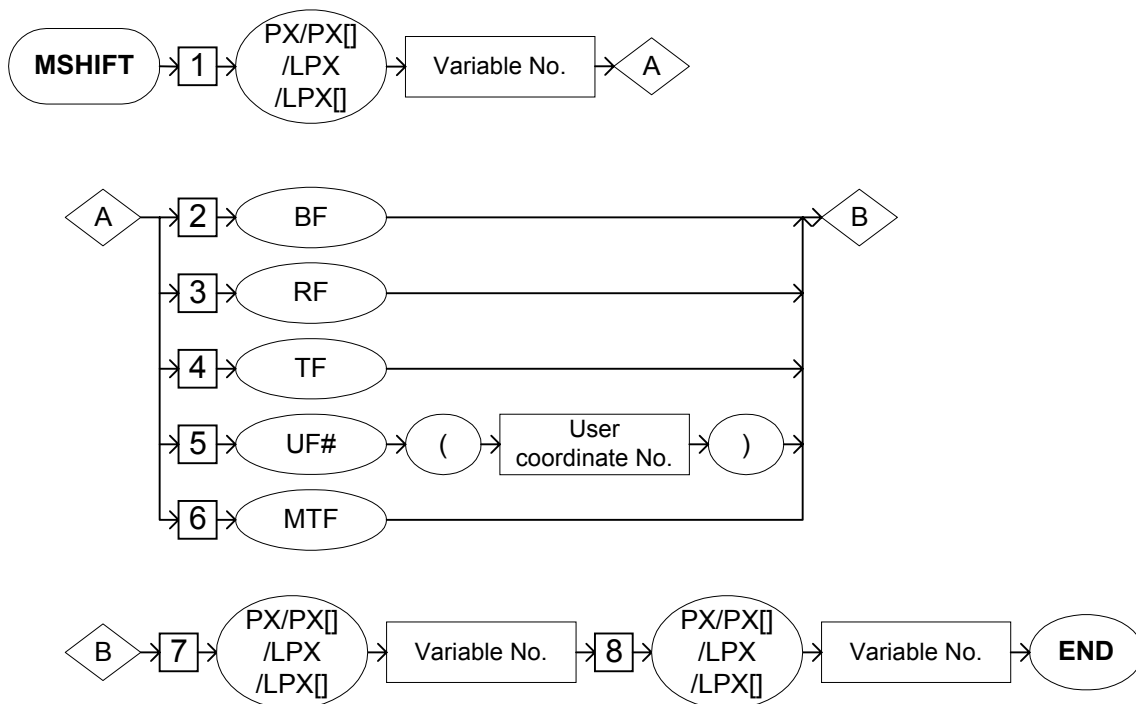 MSHIFT 1 PX/PX[] Variable No. A
/LPX
/LPX[]
A 2 BF B
3 RF
4 TF
5 UF# ( User )
coordinate No.
6 MTF
B 7 PX/PX[] Variable No. 8 PX/PX[] Variable No. END
/LPX /LPX
/LPX[] /LPX[]